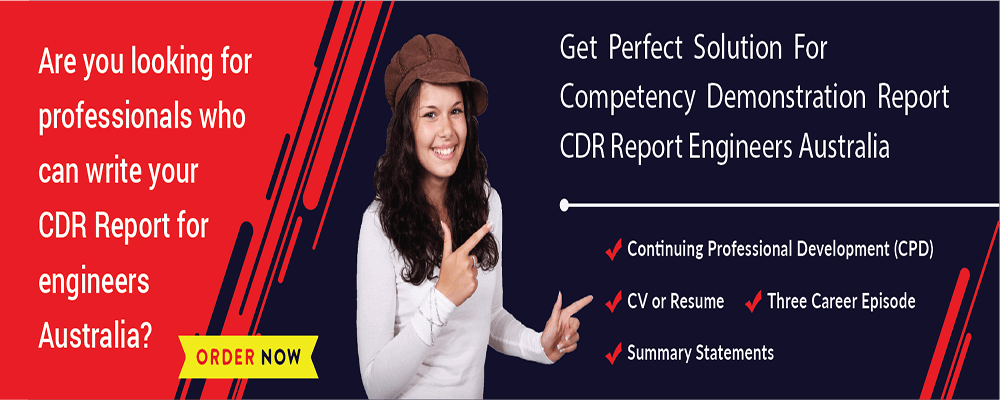 Are you looking for
professionals who
can write your
CDR Report for
engineers
Australia?
ORDER NOW
Get Perfect Solution For
Competency Demonstration Report
CDR Report Engineers Australia
Continuing Professional Development (CPD)
CV or Resume Three Career Episode
Summary Statements